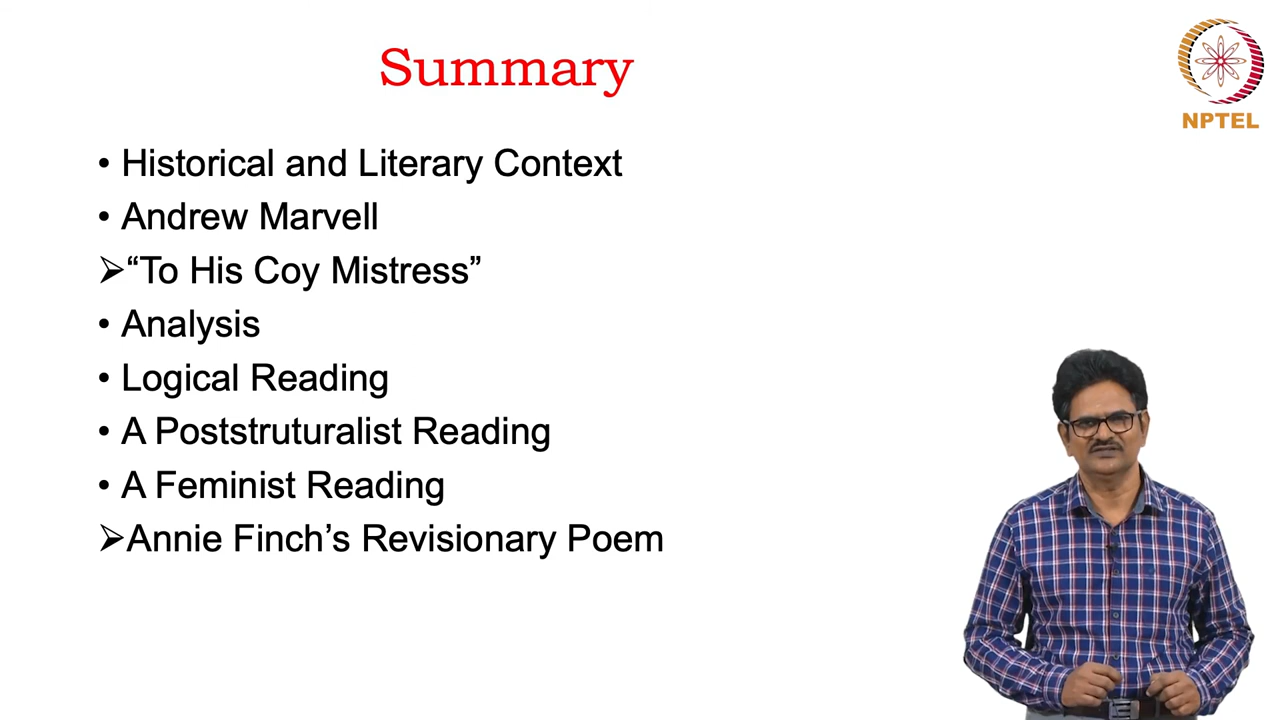 Summary
NPTEL
• Historical and Literary Context
• Andrew Marvell
➢“To His Coy Mistress”
• Analysis
• Logical Reading
• A Poststruturalist Reading
• A Feminist Reading
➢Annie Finch’s Revisionary Poem